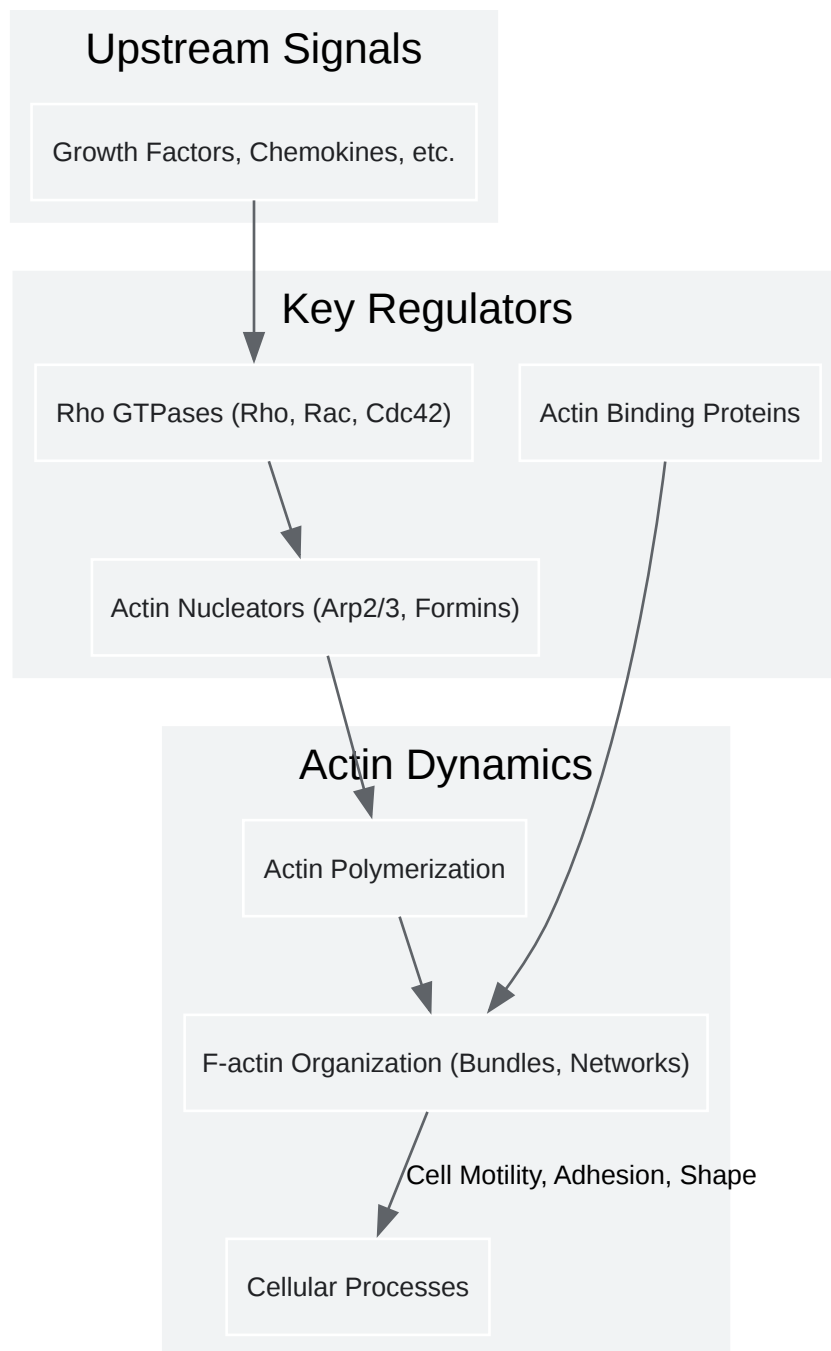 Upstream Signals
Growth Factors, Chemokines, etc.
Key Regulators
Rho GTPases (Rho, Rac, Cdc42)
Actin Binding Proteins
Actin Nucleators (Arp2/3, Formins)
Actin Dynamics
Actin Polymerization
F-actin Organization (Bundles, Networks)
Cell Motility, Adhesion, Shape
Cellular Processes